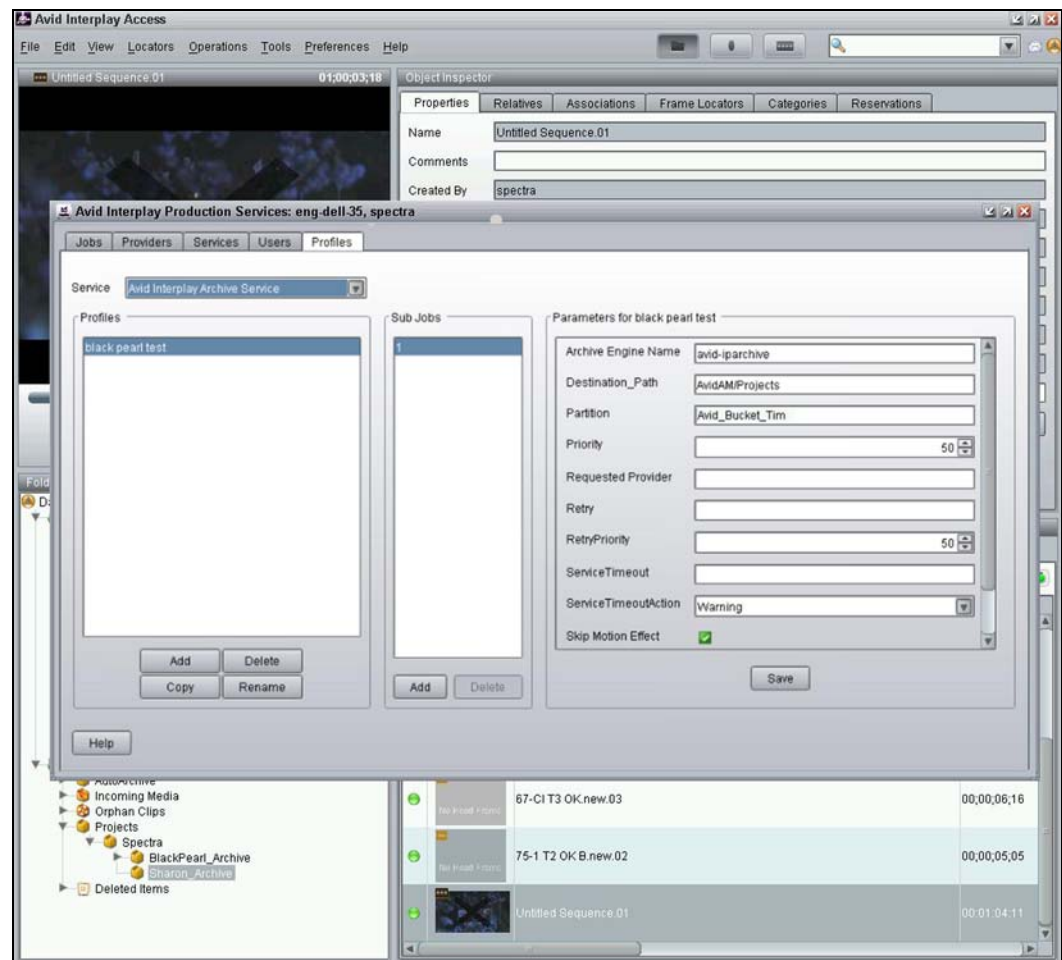 Avid Interplay Access
File Edit View Locators Operations Tools Preferences Help
Untitled Sequence.01 01;00;03;18
Object Inspector
Properties Relatives Associations Frame Locators Categories Reservations
Name Untitled Sequence.01
Comments
Created By spectra
Avid Interplay Production Services: eng-dell-35, spectra
Jobs Providers Services Users Profiles
Service Avid Interplay Archive Service
Profiles
black pearl test
Add Delete
Copy Rename
Sub Jobs
1
Add Delete
Parameters for black pearl test
Archive Engine Name avid-iparchive
Destination_Path AvidAM/Projects
Partition Avid_Bucket_Tim
Priority 50
Requested Provider
Retry
RetryPriority 50
ServiceTimeout
ServiceTimeoutAction Warning
Skip Motion Effect
Save
Help
AutoArchive
Incoming Media
Orphan Clips
Projects
Spectra
BlackPearl_Archive
Sharon_Archive
Deleted Items
67-CI T3 OK.new.03 00;00;06;16
75-1 T2 OK B.new.02 00;00;05;05
Untitled Sequence.01 00:01:04:11